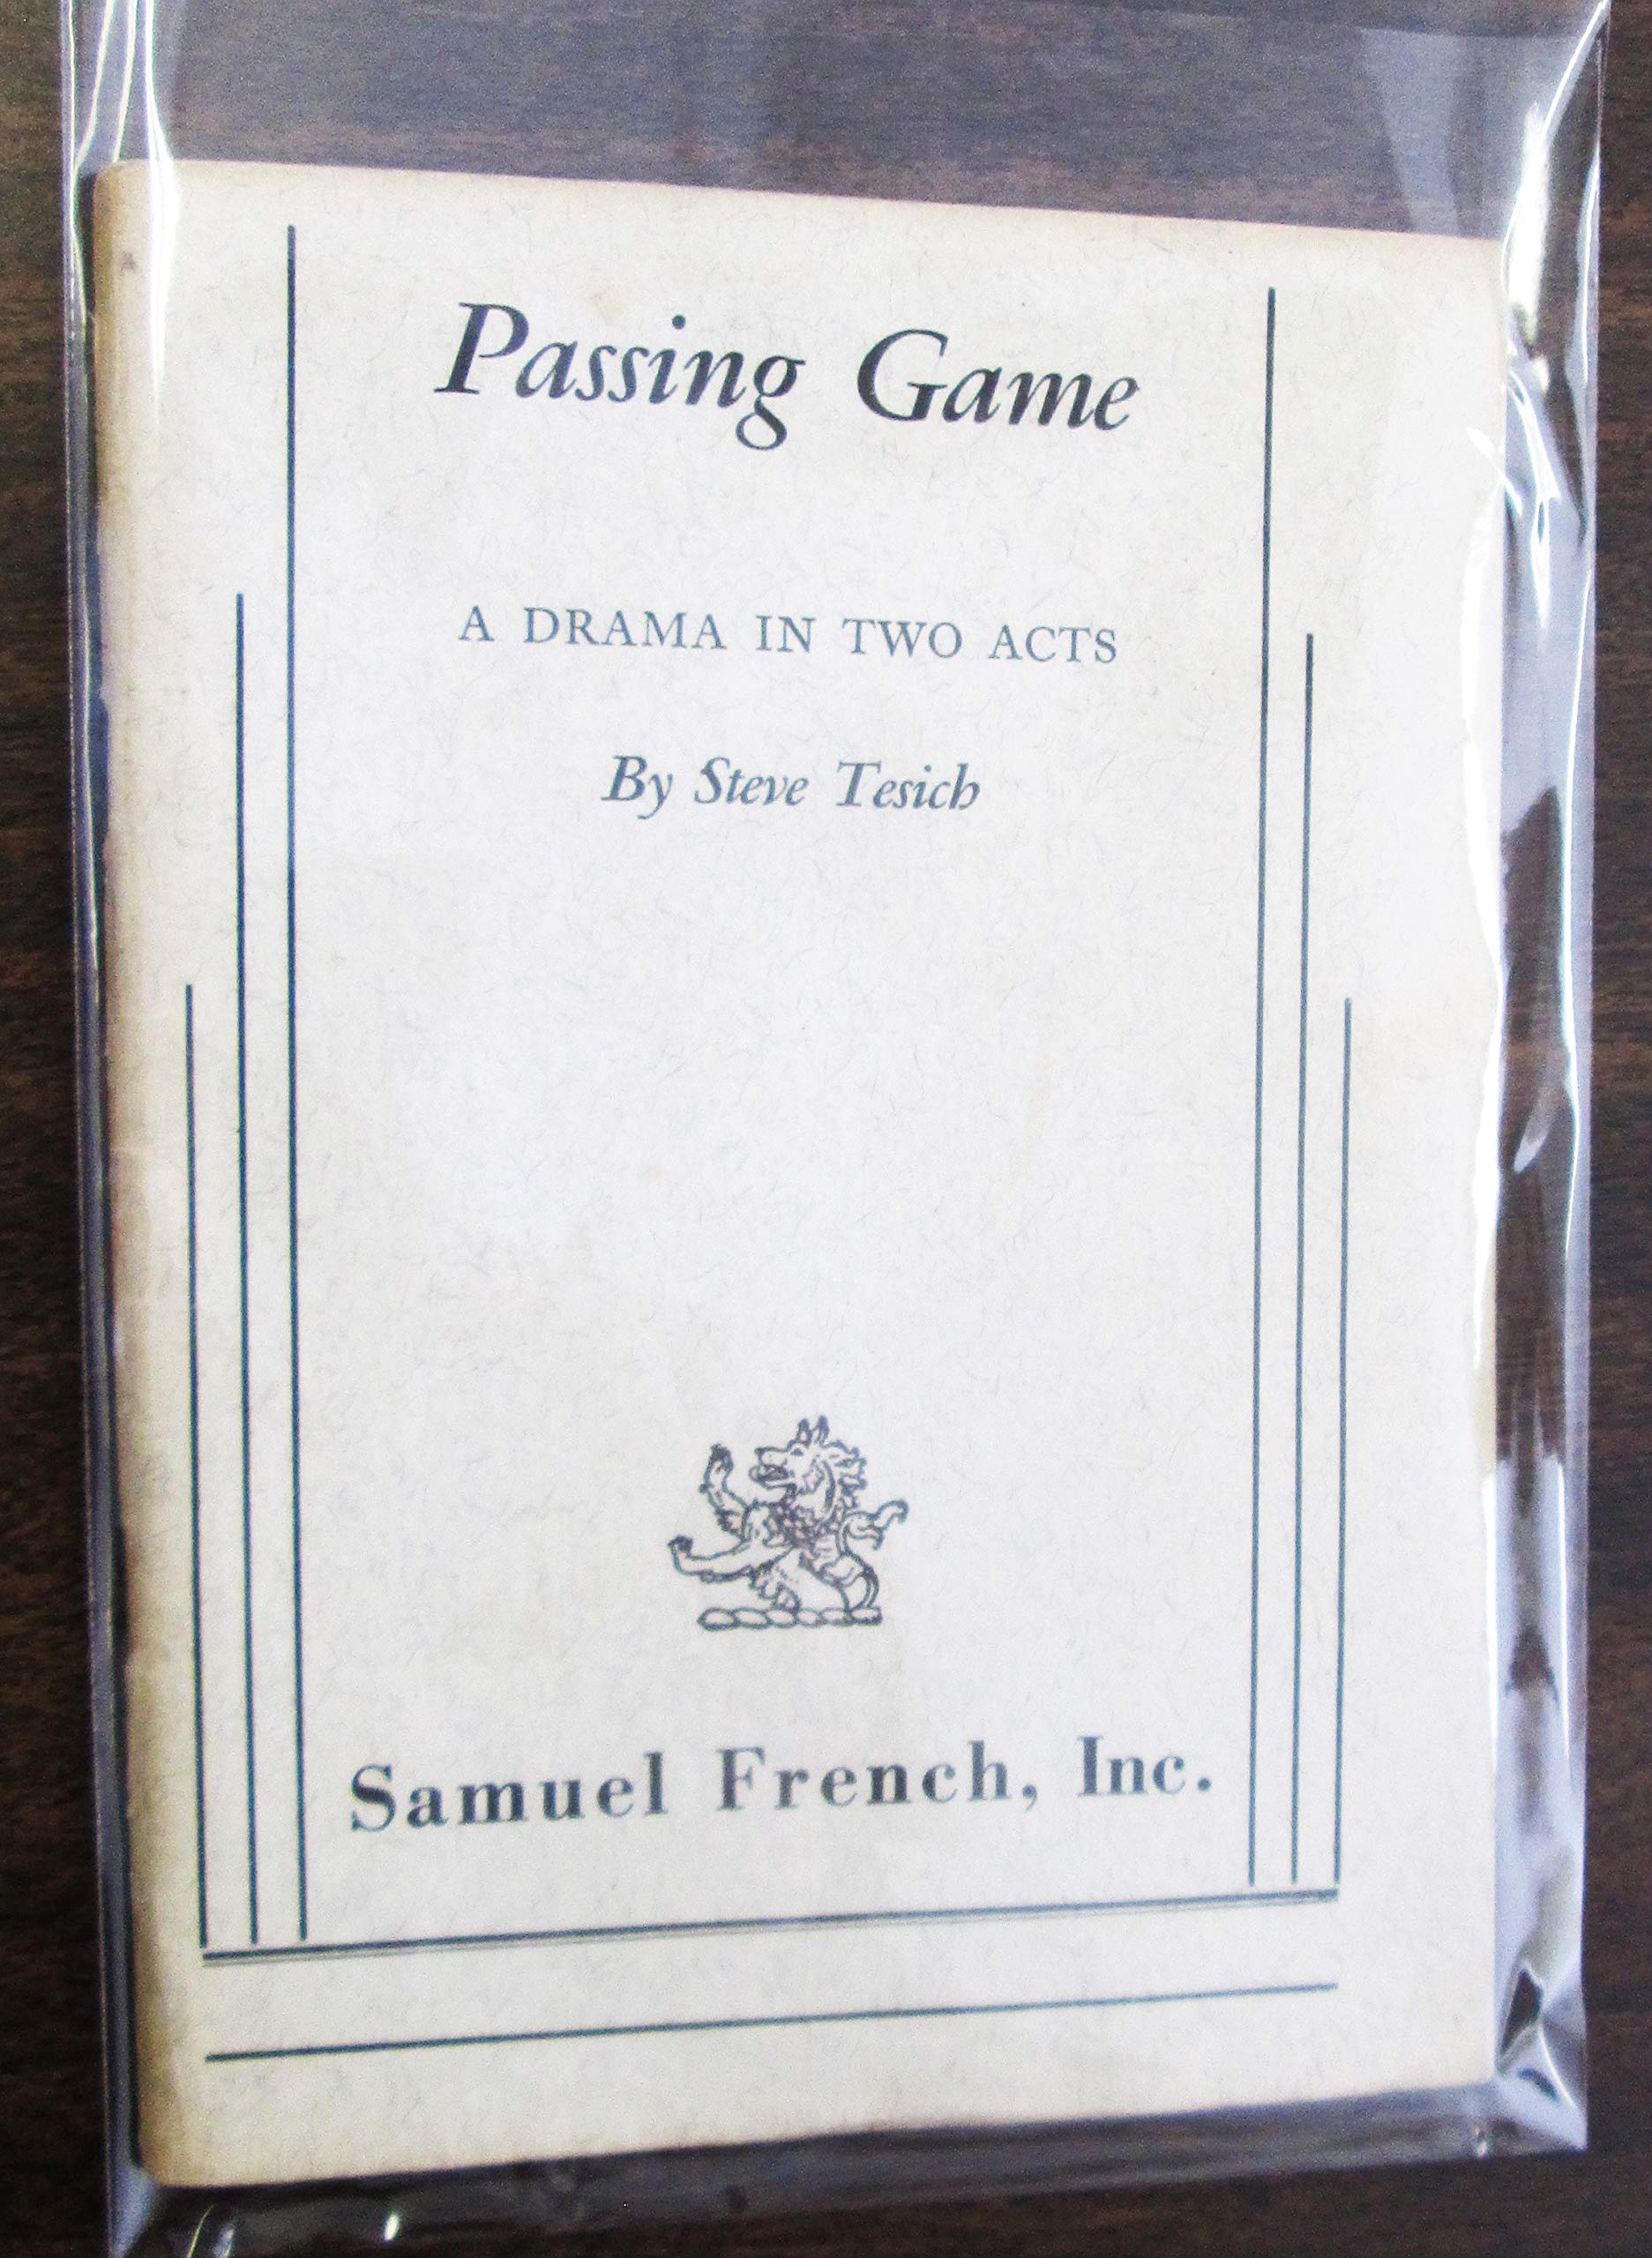 Passing Game
A DRAMA IN TWO ACTS
By Steve Tesich
Samuel French, Inc.